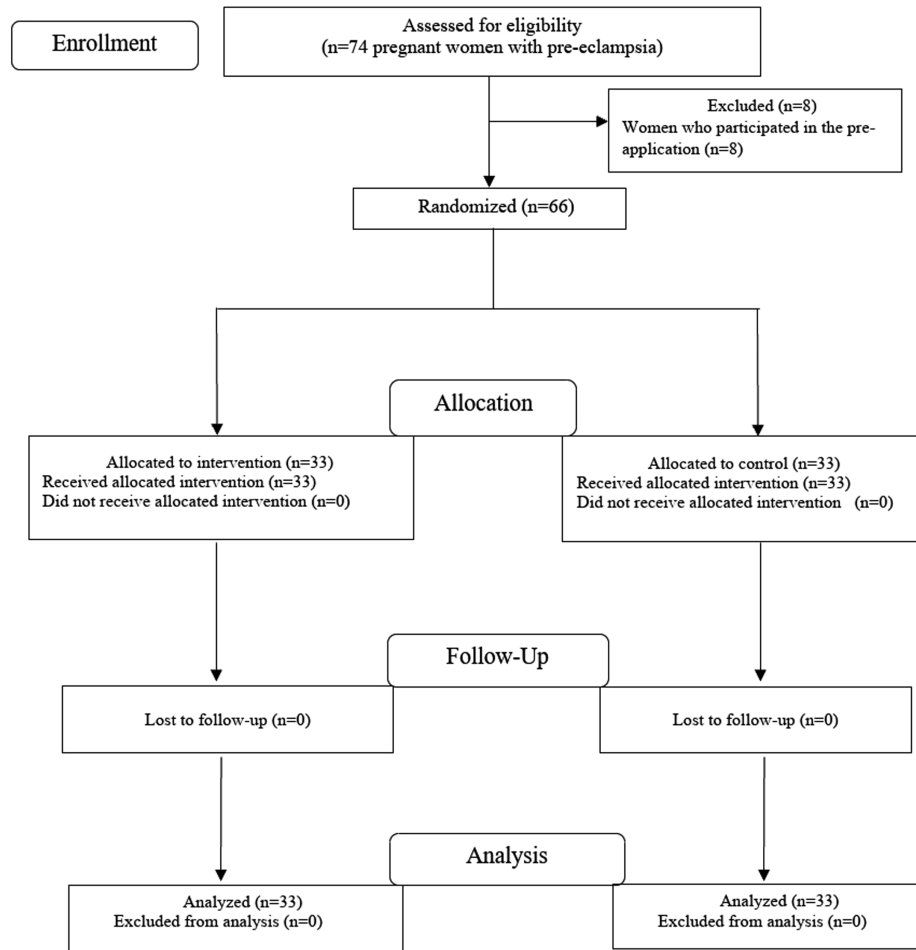 Enrollment
Assessed for eligibility
(n=74 pregnant women with pre-eclampsia)
Excluded (n=8)
Women who participated in the pre-
application (n=8)
Randomized (n=66)
Allocation
Allocated to intervention (n=33)
Received allocated intervention (n=33)
Did not receive allocated intervention (n=0)
Allocated to control (n=33)
Received allocated intervention (n=33)
Did not receive allocated intervention (n=0)
Follow-Up
Lost to follow-up (n=0)
Lost to follow-up (n=0)
Analysis
Analyzed (n=33)
Excluded from analysis (n=0)
Analyzed (n=33)
Excluded from analysis (n=0)